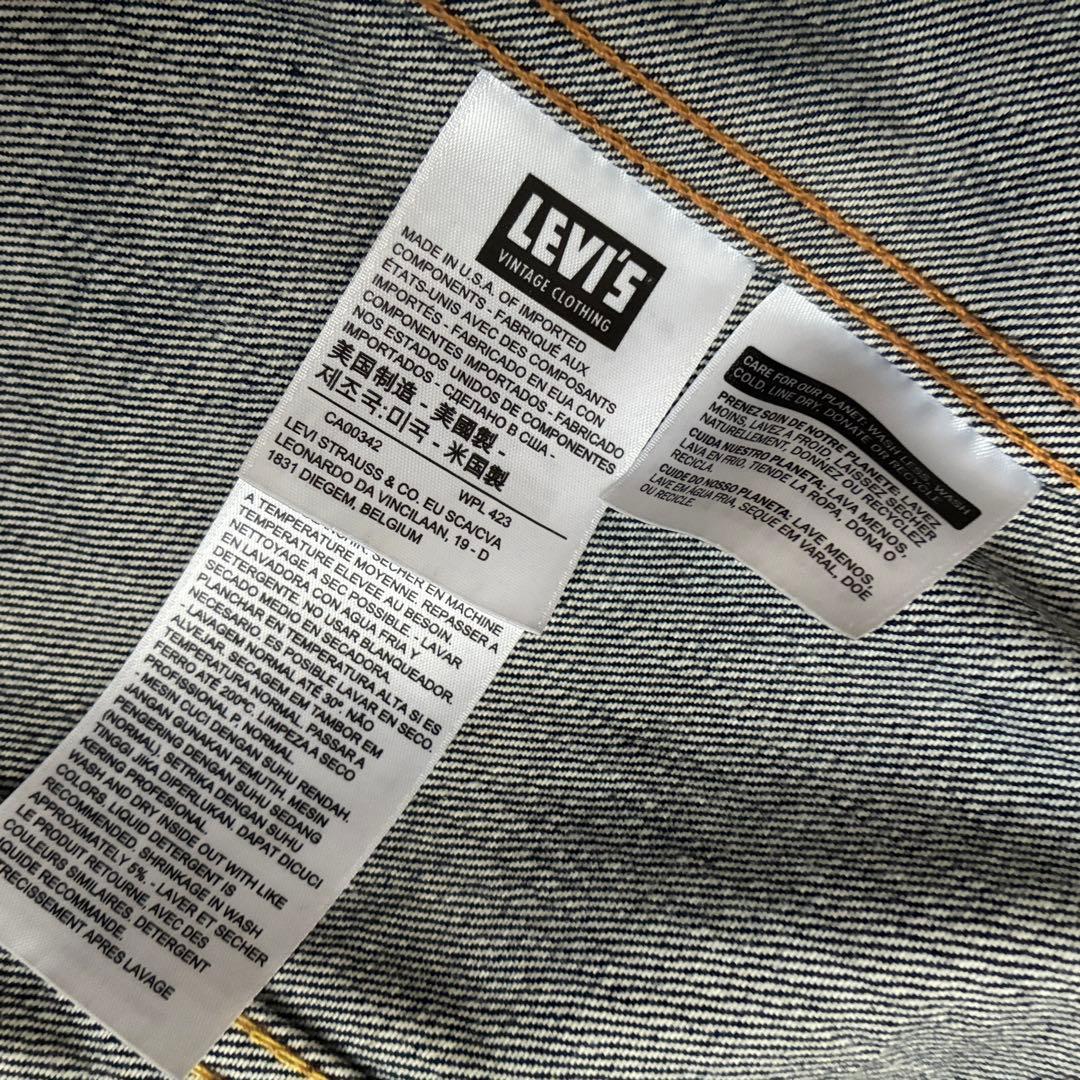 LEVI'S
VINTAGE CLOTHING
MADE IN U.S.A. OF IMPORTED
COMPONENTS - FABRIQUÉ AUX
ÉTATS-UNIS AVEC DES COMPOSANTS
IMPORTÉS - FABRICADO EN EUA CON
COMPONENTES IMPORTADOS - FABRICADO
NOS ESTADOS UNIDOS DE COMPONENTES
IMPORTADOS - СДЕЛАНО В США -
美国制造 - 美國製 -
제조국:미국 - 米国製
CA00342
WPL 423
LEVI STRAUSS & CO. EU SCA/CVA
LEONARDO DA VINCILAAN, 19 - D
1831 DIEGEM, BELGIUM
SÉCHER EN MACHINE
A TEMPERATURE MOYENNE. REPASSER A
TEMPERATURE ELEVEE AU BESOIN.
NETTOYAGE A SEC POSSIBLE - LAVAR
EN LAVADORA CON AGUA FRIA Y
DETERGENTE. NO USAR BLANQUEADOR.
SECADO MEDIO EN SECADORA.
PLANCHAR EN TEMPERATURA ALTA SI ES
NECESARIO. ES POSIBLE LAVAR EN SECO.
- LAVAGEM NORMAL ATÉ 30º NÃO
ALVEJAR. SECAGEM EM TAMBOR EM
TEMPERATURA NORMAL. PASSAR A
FERRO ATÉ 200ºC. LIMPEZA A SECO
PROFISSIONAL P. NORMAL.
- MESIN CUCI DENGAN SUHU RENDAH.
JANGAN GUNAKAN PEMUTIH, MESIN
PENGERING DENGAN SUHU SEDANG
(NORMAL), SETRIKA DENGAN SUHU
TINGGI JIKA DIPERLUKAN. DAPAT DICUCI
KERING PROFESIONAL.
WASH AND DRY INSIDE OUT WITH LIKE
COLORS. LIQUID DETERGENT IS
RECOMMENDED. SHRINKAGE IN WASH
APPROXIMATELY 5%. - LAVER ET SÉCHER
LE PRODUIT RETOURNÉ, AVEC DES
COULEURS SIMILAIRES. DÉTERGENT
LIQUIDE RECOMMANDÉ.
APRÈS LAVAGE
CARE FOR OUR PLANET: WASH LESS, WASH
COLD, LINE DRY, DONATE OR RECYCLE.
PRENEZ SOIN DE NOTRE PLANÈTE: LAVEZ
MOINS, LAVEZ À FROID, LAISSEZ SÉCHER
NATURELLEMENT, DONNEZ OU RECYCLEZ
CUIDA NUESTRO PLANETA: LAVA MENOS,
LAVA EN FRIO, TIENDE LA ROPA, DONA O
RECICLA.
CUIDE DO NOSSO PLANETA: LAVE MENOS,
LAVE EM ÁGUA FRIA, SEQUE EM VARAL, DOE
OU RECICLE.